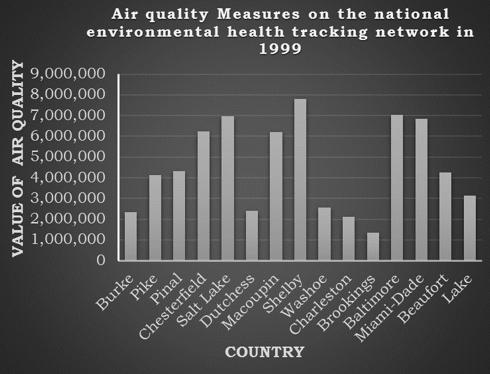 Air quality Measures on the national
environmental health tracking network in
1999
VALUE OF AIR QUALITY
9,000,000
8,000,000
7,000,000
6,000,000
5,000,000
4,000,000
3,000,000
2,000,000
1,000,000
0
Burke
Pike
Pinal
Chesterfield
Salt Lake
Dutchess
Macoupin
Shelby
Washoe
Charleston
Brookings
Baltimore
Miami-Dade
Beaufort
Lake
COUNTRY